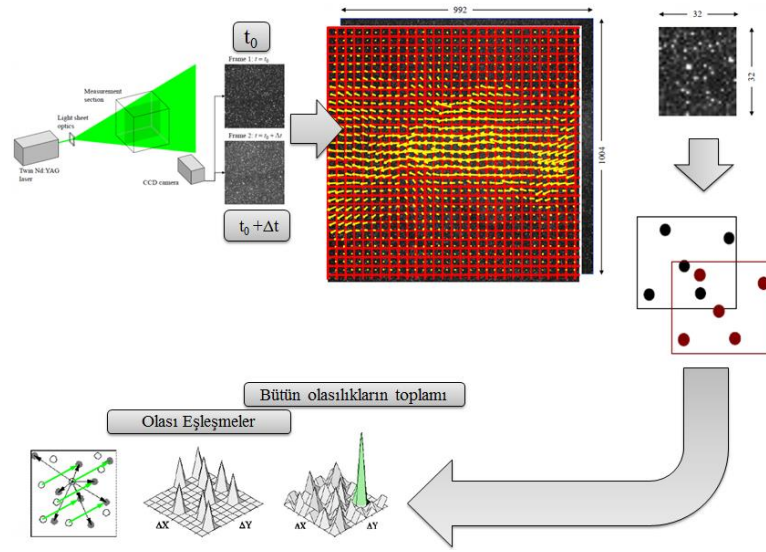 t0
Frame 1: t = t0
Measurement
section
Light sheet
optics
Twin Nd:YAG
laser
CCD camera
Frame 2: t = t0 + Δt
t0 +Δt
992
1004
32
32
Bütün olasılıkların toplamı
Olası Eşleşmeler
ΔX
ΔY
ΔX
ΔY